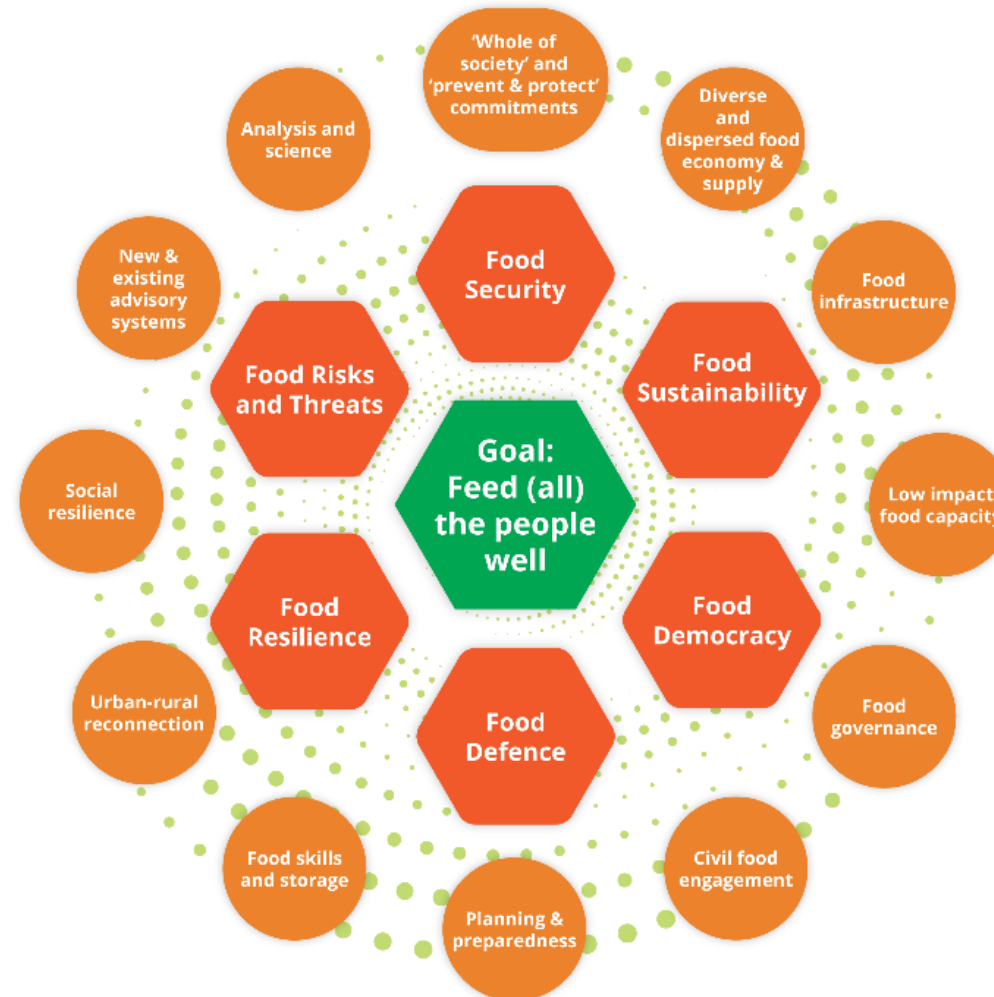 ‘Whole of
society’ and
‘prevent & protect’
commitments
Diverse
and
dispersed food
economy &
supply
Food
infrastructure
Low impact
food capacity
Food
governance
Civil food
engagement
Planning &
preparedness
Food skills
and storage
Urban-rural
reconnection
Social
resilience
New &
existing
advisory
systems
Analysis and
science
Food
Security
Food
Sustainability
Food
Democracy
Food
Defence
Food
Resilience
Food Risks
and Threats
Goal:
Feed (all)
the people
well